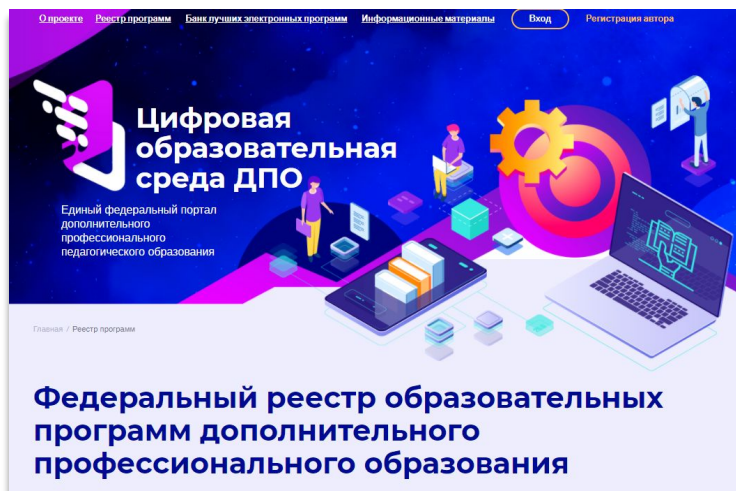 О проекте Реестр программ Банк лучших электронных программ Информационные материалы Вход Регистрация автора
Цифровая
образовательная
среда ДПО
Единый федеральный портал
дополнительного
профессионального
педагогического образования
Главная / Реестр программ
Федеральный реестр образовательных
программ дополнительного
профессионального образования